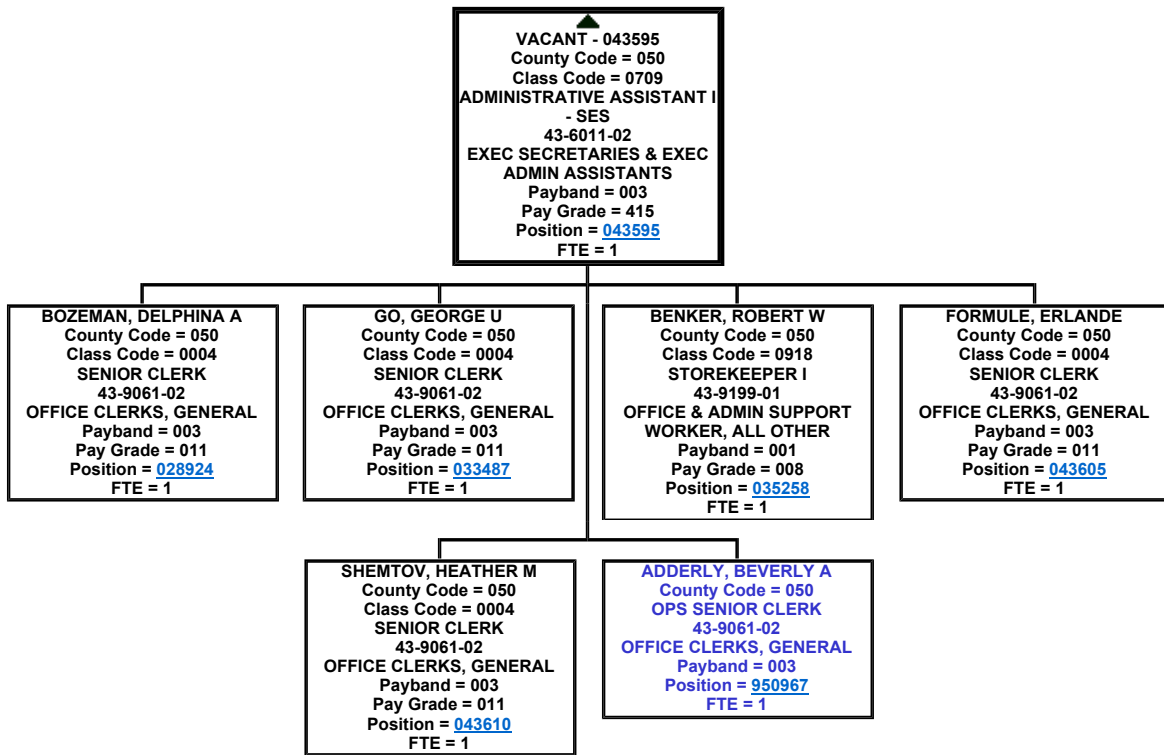 VACANT - 043595
County Code = 050
Class Code = 0709
ADMINISTRATIVE ASSISTANT I
- SES
43-6011-02
EXEC SECRETARIES & EXEC
ADMIN ASSISTANTS
Payband = 003
Pay Grade = 415
Position = 043595
FTE = 1
BOZEMAN, DELPHINA A
County Code = 050
Class Code = 0004
SENIOR CLERK
43-9061-02
OFFICE CLERKS, GENERAL
Payband = 003
Pay Grade = 011
Position = 028924
FTE = 1
GO, GEORGE U
County Code = 050
Class Code = 0004
SENIOR CLERK
43-9061-02
OFFICE CLERKS, GENERAL
Payband = 003
Pay Grade = 011
Position = 033487
FTE = 1
BENKER, ROBERT W
County Code = 050
Class Code = 0918
STOREKEEPER I
43-9199-01
OFFICE & ADMIN SUPPORT
WORKER, ALL OTHER
Payband = 001
Pay Grade = 008
Position = 035258
FTE = 1
FORMULE, ERLANDE
County Code = 050
Class Code = 0004
SENIOR CLERK
43-9061-02
OFFICE CLERKS, GENERAL
Payband = 003
Pay Grade = 011
Position = 043605
FTE = 1
SHEMTOV, HEATHER M
County Code = 050
Class Code = 0004
SENIOR CLERK
43-9061-02
OFFICE CLERKS, GENERAL
Payband = 003
Pay Grade = 011
Position = 043610
FTE = 1
ADDERLY, BEVERLY A
County Code = 050
OPS SENIOR CLERK
43-9061-02
OFFICE CLERKS, GENERAL
Payband = 003
Position = 950967
FTE = 1